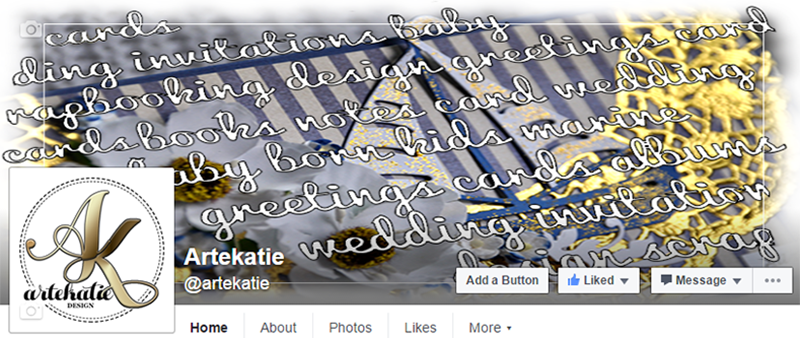 cards
ding invitations baby
rapbooking design greetings card
cards books notes card wedding
baby born kids marine
greetings cards albums
wedding invitation
design scrap
AK
artekatie
DESIGN
Artekatie
@artekatie
Add a Button
Liked
Message
Home About Photos Likes More